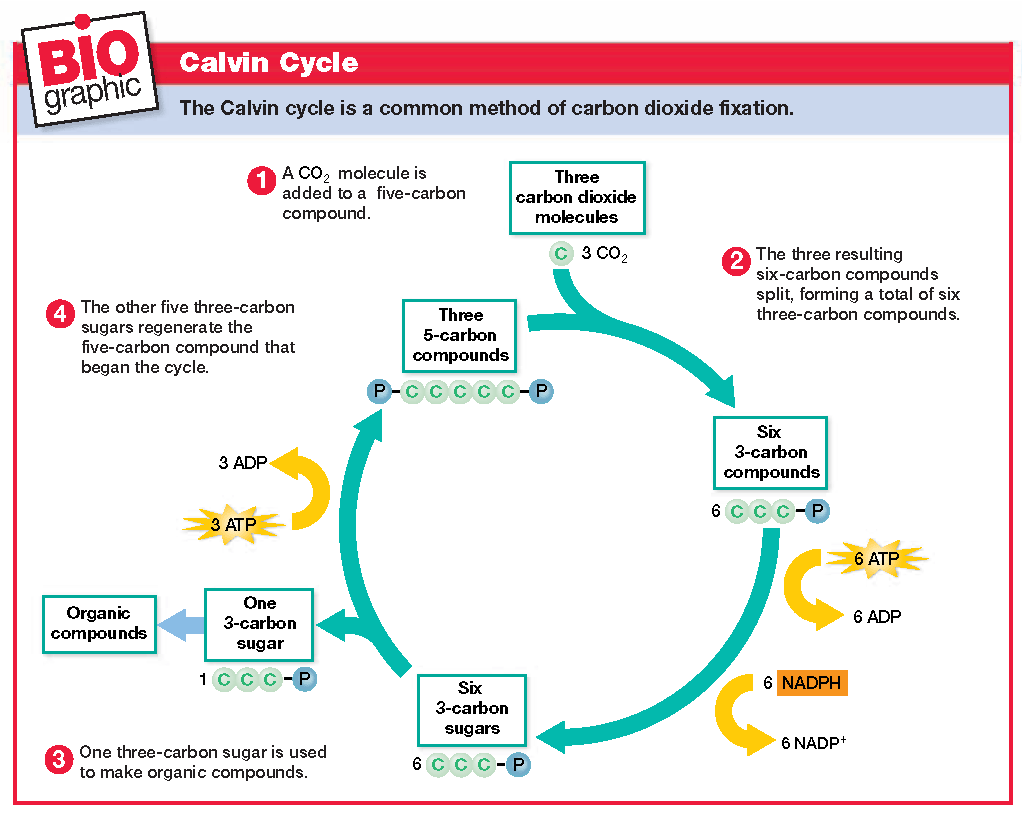 BIO
graphic
Calvin Cycle
The Calvin cycle is a common method of carbon dioxide fixation.
1 A CO₂ molecule is
added to a five-carbon
compound.
Three
carbon dioxide
molecules
C 3 CO₂
2 The three resulting
six-carbon compounds
split, forming a total of six
three-carbon compounds.
4 The other five three-carbon
sugars regenerate the
five-carbon compound that
began the cycle.
Three
5-carbon
compounds
P-C C C C C-P
Six
3-carbon
compounds
6 C C C-P
3 ADP
3 ATP
6 ATP
6 ADP
6 NADPH
6 NADP⁺
Organic
compounds
One
3-carbon
sugar
1 C C C-P
Six
3-carbon
sugars
6 C C C-P
3 One three-carbon sugar is used
to make organic compounds.